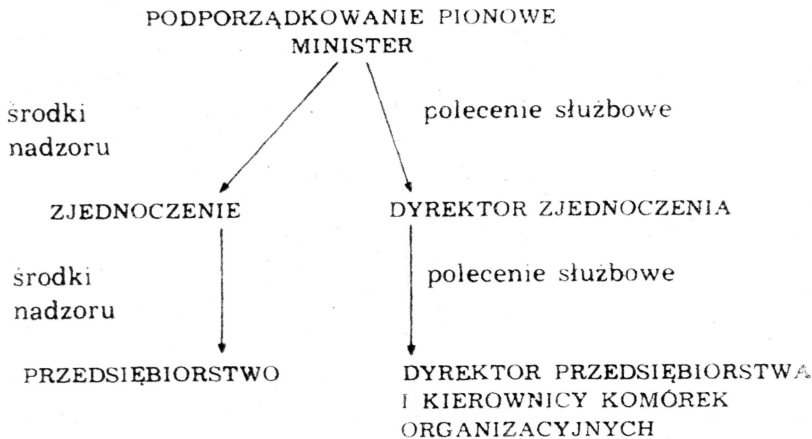 PODPORZĄDKOWANIE PIONOWE
MINISTER
środki
nadzoru
polecenie służbowe
ZJEDNOCZENIE
DYREKTOR ZJEDNOCZENIA
środki
nadzoru
polecenie służbowe
PRZEDSIĘBIORSTWO
DYREKTOR PRZEDSIĘBIORSTWA
I KIEROWNICY KOMÓREK
ORGANIZACYJNYCH